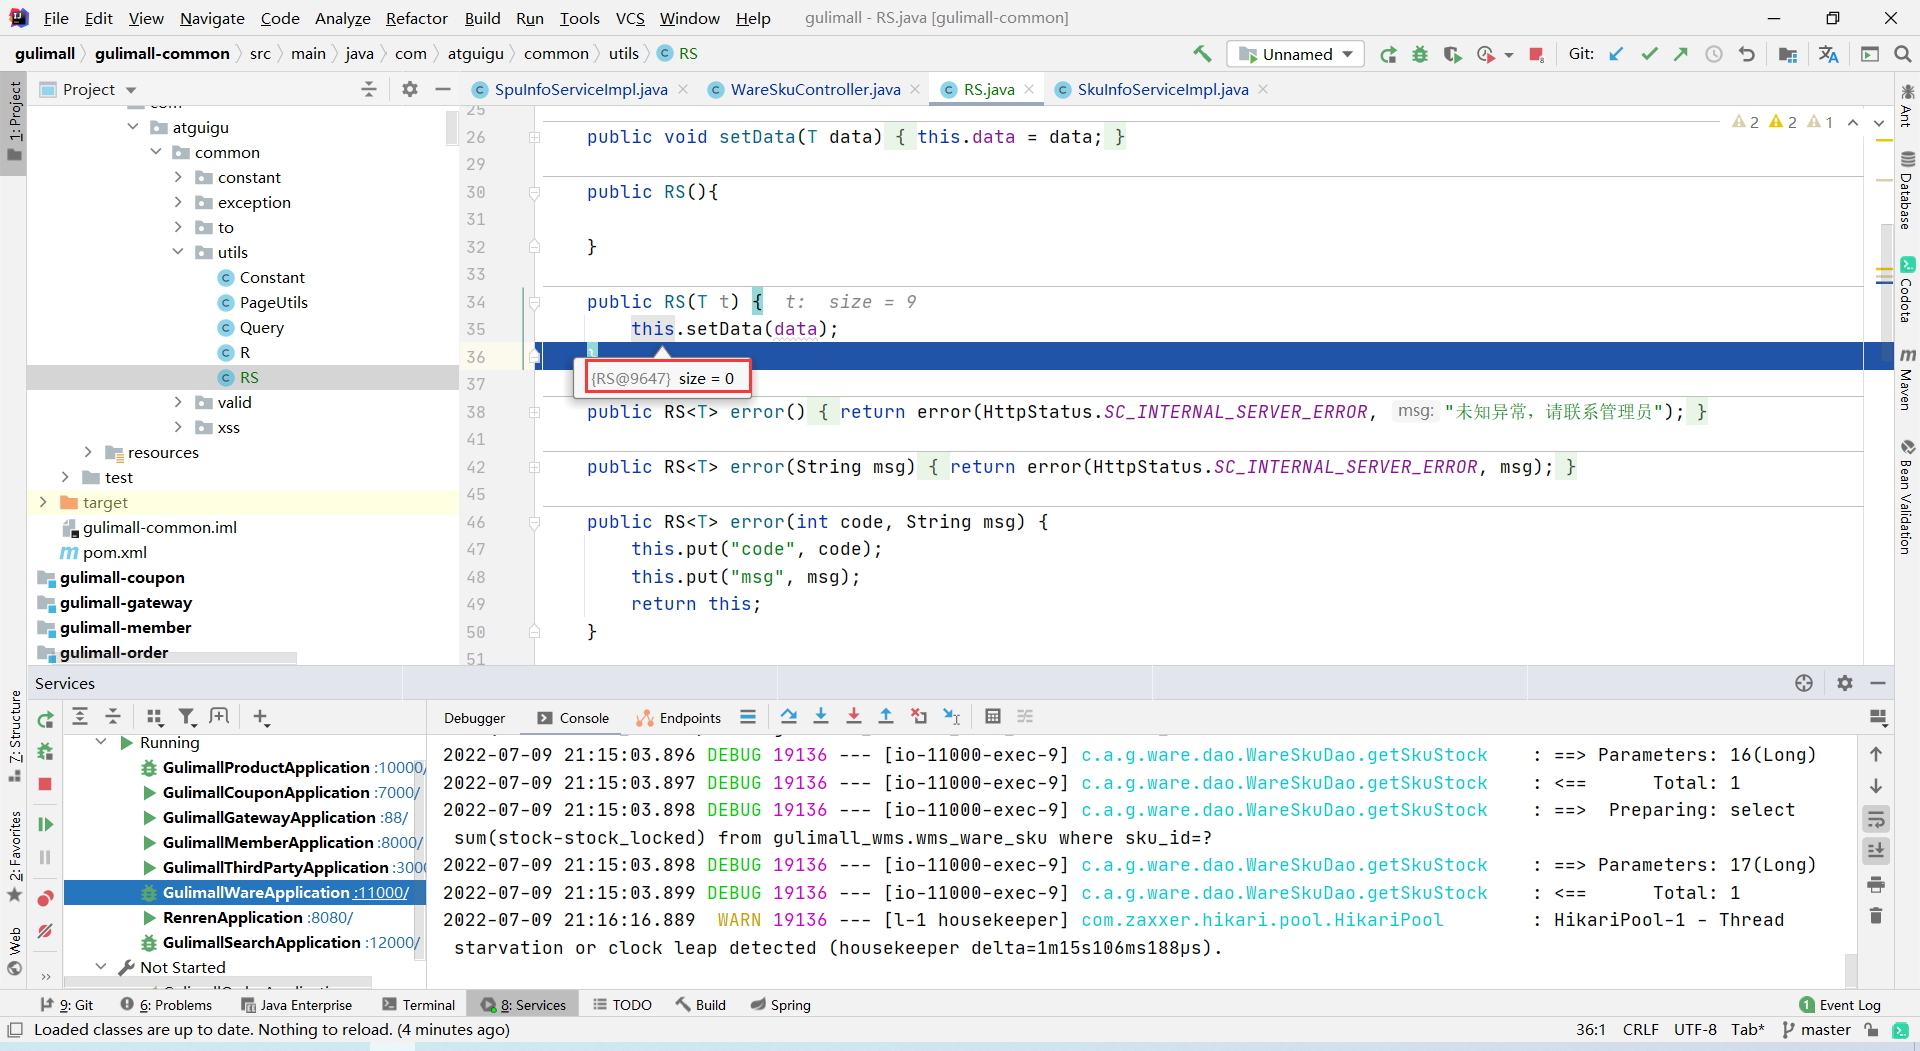 File Edit View Navigate Code Analyze Refactor Build Run Tools VCS Window Help gulimall - RS.java [gulimall-common]
gulimall gulimall-common src main java com atguigu common utils RS Unnamed Git:
1: Project
Project
SpuInfoServiceImpl.java WareSkuController.java RS.java SkuInfoServiceImpl.java
atguigu
common
constant
exception
to
utils
Constant
PageUtils
Query
R
RS
valid
xss
resources
test
target
gulimall-common.iml
pom.xml
gulimall-coupon
gulimall-gateway
gulimall-member
gulimall-order
2 2 1
25
26 public void setData(T data) { this.data = data; }
29
30 public RS(){
31
32 }
33
34 public RS(T t) { t: size = 9
35 this.setData(data);
36 }
{RS@9647} size = 0
37
38 public RS<T> error() { return error(HttpStatus.SC_INTERNAL_SERVER_ERROR, msg: "未知异常，请联系管理员"); }
41
42 public RS<T> error(String msg) { return error(HttpStatus.SC_INTERNAL_SERVER_ERROR, msg); }
45
46 public RS<T> error(int code, String msg) {
47 this.put("code", code);
48 this.put("msg", msg);
49 return this;
50 }
51
Ant
Database
Codota
Maven
Bean Validation
Services
7: Structure
2: Favorites
Web
Debugger Console Endpoints
Running
GulimallProductApplication :10000/
GulimallCouponApplication :7000/
GulimallGatewayApplication :88/
GulimallMemberApplication :8000/
GulimallThirdPartyApplication :300
GulimallWareApplication :11000/
RenrenApplication :8080/
GulimallSearchApplication :12000/
Not Started
2022-07-09 21:15:03.896 DEBUG 19136 --- [io-11000-exec-9] c.a.g.ware.dao.WareSkuDao.getSkuStock : ==> Parameters: 16(Long)
2022-07-09 21:15:03.897 DEBUG 19136 --- [io-11000-exec-9] c.a.g.ware.dao.WareSkuDao.getSkuStock : <== Total: 1
2022-07-09 21:15:03.898 DEBUG 19136 --- [io-11000-exec-9] c.a.g.ware.dao.WareSkuDao.getSkuStock : ==> Preparing: select
sum(stock-stock_locked) from gulimall_wms.wms_ware_sku where sku_id=?
2022-07-09 21:15:03.898 DEBUG 19136 --- [io-11000-exec-9] c.a.g.ware.dao.WareSkuDao.getSkuStock : ==> Parameters: 17(Long)
2022-07-09 21:15:03.899 DEBUG 19136 --- [io-11000-exec-9] c.a.g.ware.dao.WareSkuDao.getSkuStock : <== Total: 1
2022-07-09 21:16:16.889 WARN 19136 --- [l-1 housekeeper] com.zaxxer.hikari.pool.HikariPool : HikariPool-1 - Thread
starvation or clock leap detected (housekeeper delta=1m15s106ms188µs).
9: Git 6: Problems Java Enterprise Terminal 8: Services TODO Build Spring 1 Event Log
Loaded classes are up to date. Nothing to reload. (4 minutes ago) 36:1 CRLF UTF-8 Tab* master